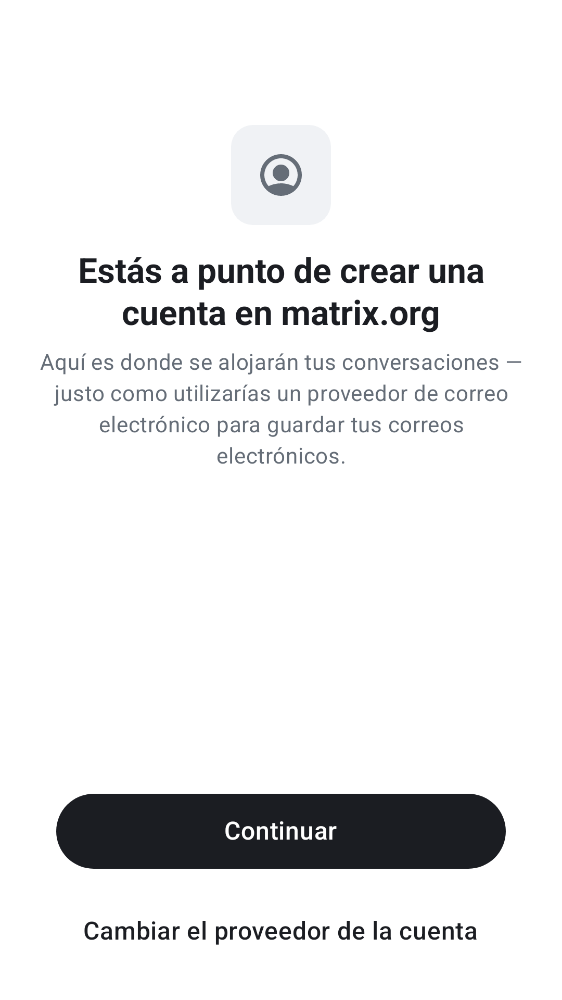 Estás a punto de crear una
cuenta en matrix.org
Aquí es donde se alojarán tus conversaciones —
justo como utilizarías un proveedor de correo
electrónico para guardar tus correos
electrónicos.
Continuar
Cambiar el proveedor de la cuenta